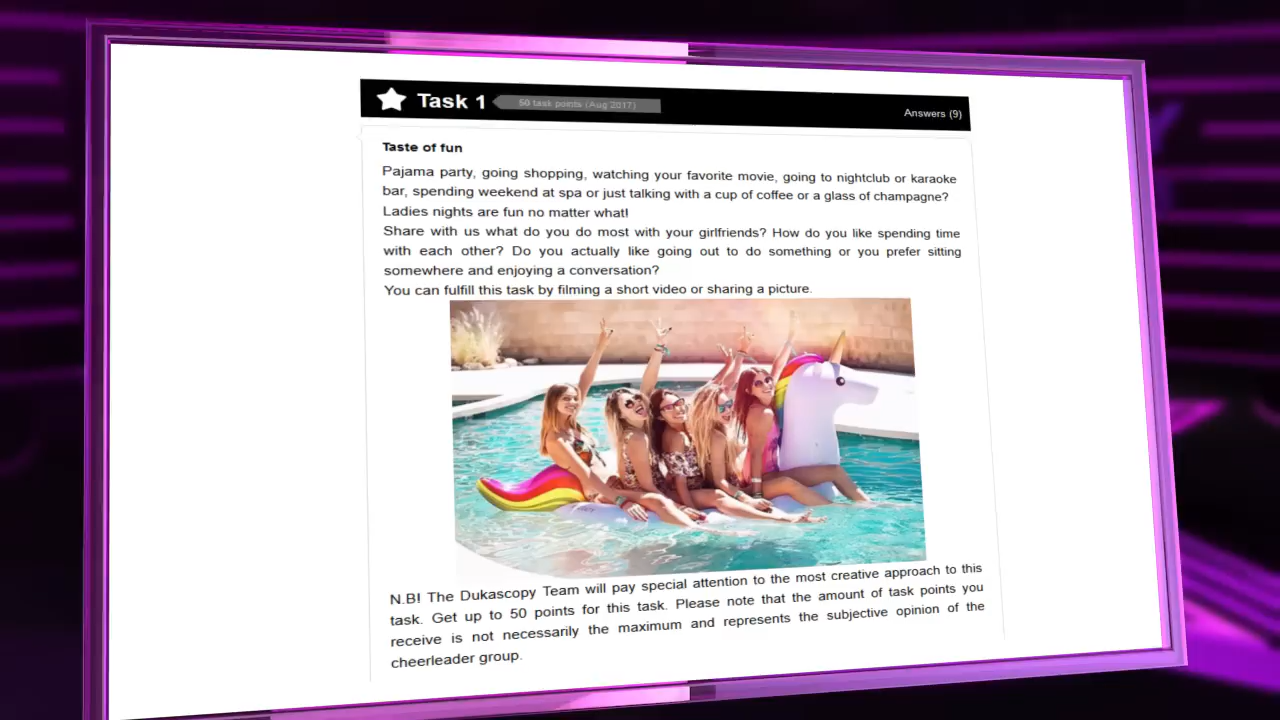 Task 1
50 task points (Aug 2017)
Answers (9)
Taste of fun
Pajama party, going shopping, watching your favorite movie, going to nightclub or karaoke
bar, spending weekend at spa or just talking with a cup of coffee or a glass of champagne?
Ladies nights are fun no matter what!
Share with us what do you do most with your girlfriends? How do you like spending time
with each other? Do you actually like going out to do something or you prefer sitting
somewhere and enjoying a conversation?
You can fulfill this task by filming a short video or sharing a picture.
N.B! The Dukascopy Team will pay special attention to the most creative approach to this
task. Get up to 50 points for this task. Please note that the amount of task points you
receive is not necessarily the maximum and represents the subjective opinion of the
cheerleader group.